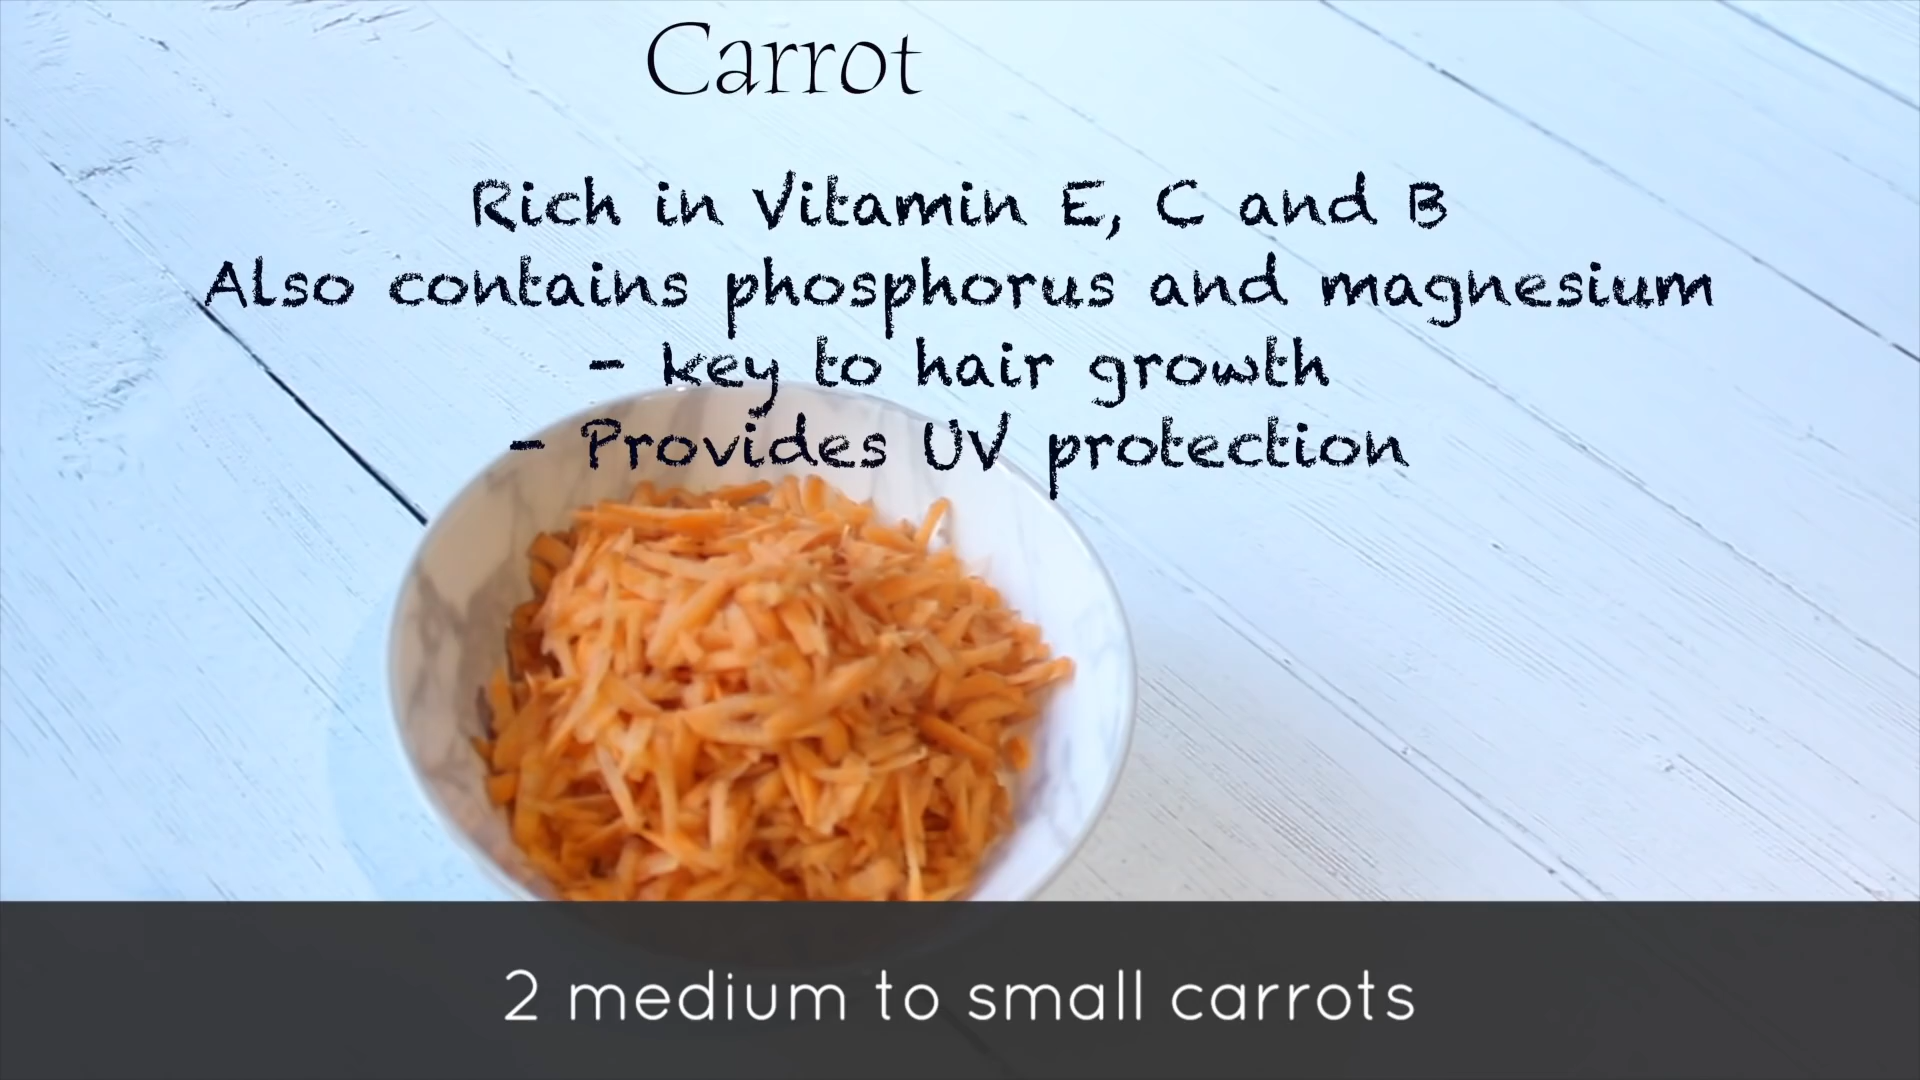 Carrot
Rich in Vitamin E, C and B
Also contains phosphorus and magnesium
- key to hair growth
- Provides UV protection
2 medium to small carrots